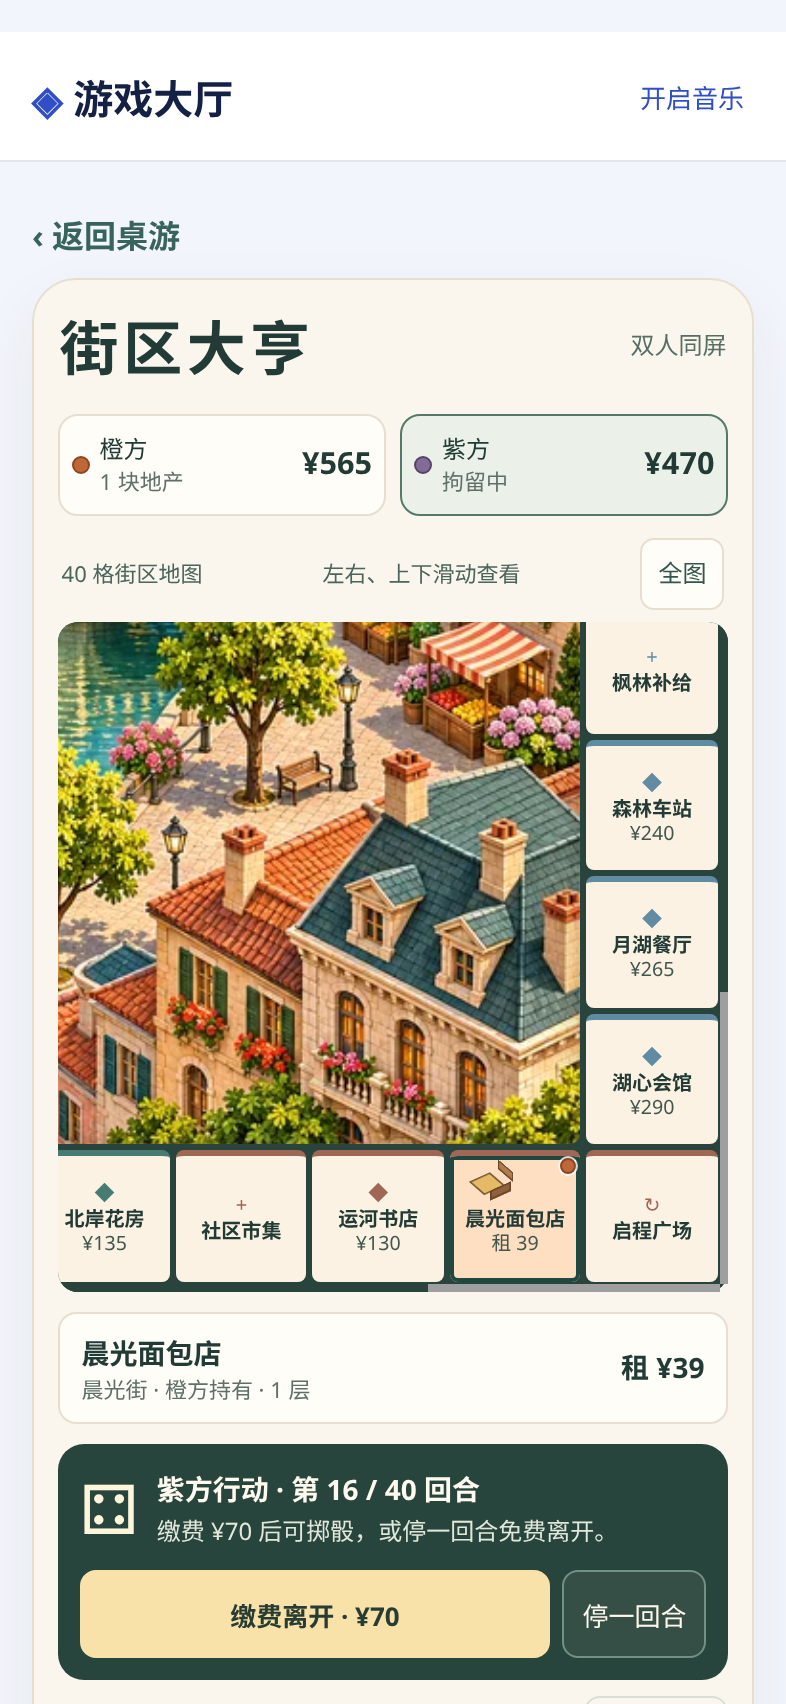 游戏大厅
开启音乐
‹ 返回桌游
街区大亨
双人同屏
橙方
1 块地产
¥565
紫方
拘留中
¥470
40 格街区地图
左右、上下滑动查看
全图
+
枫林补给
森林车站
¥240
月湖餐厅
¥265
湖心会馆
¥290
北岸花房
¥135
+
社区市集
运河书店
¥130
晨光面包店
租 39
↻
启程广场
晨光面包店
晨光街 · 橙方持有 · 1 层
租 ¥39
紫方行动 · 第 16 / 40 回合
缴费 ¥70 后可掷骰，或停一回合免费离开。
缴费离开 · ¥70
停一回合